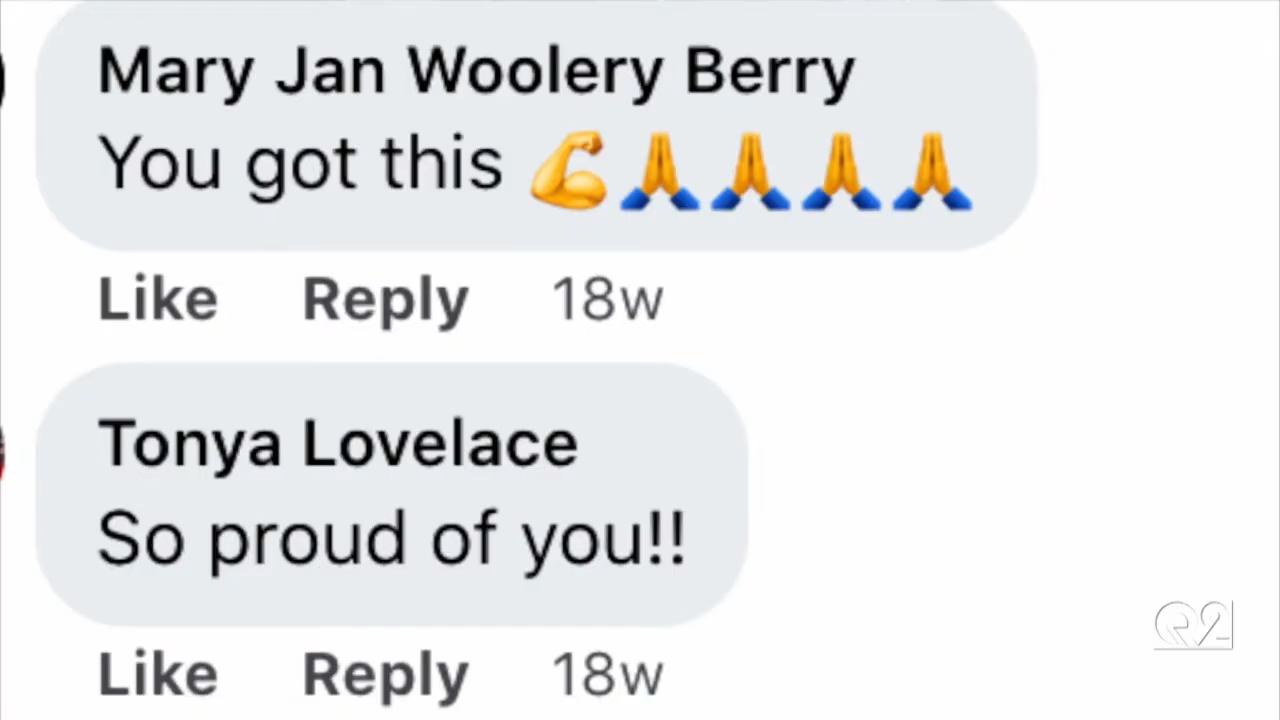 Mary Jan Woolery Berry
You got this 💪🙏🙏🙏🙏
Like Reply 18w
Tonya Lovelace
So proud of you!!
Like Reply 18w
Q2